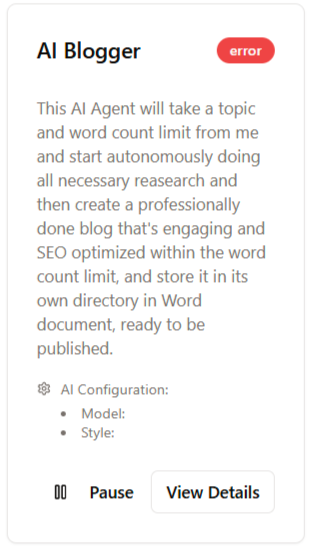 AI Blogger
error
This AI Agent will take a topic
and word count limit from me
and start autonomously doing
all necessary reasearch and
then create a professionally
done blog that's engaging and
SEO optimized within the word
count limit, and store it in its
own directory in Word
document, ready to be
published.
AI Configuration:
• Model:
• Style:
Pause
View Details